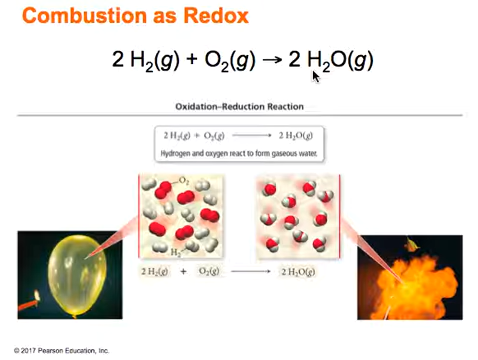 Combustion as Redox
2 H₂(g) + O₂(g) → 2 H₂O(g)
Oxidation–Reduction Reaction
2 H₂(g) + O₂(g) ⟶ 2 H₂O(g)
Hydrogen and oxygen react to form gaseous water.
O₂
H₂
2 H₂(g) + O₂(g) ⟶ 2 H₂O(g)
© 2017 Pearson Education, Inc.